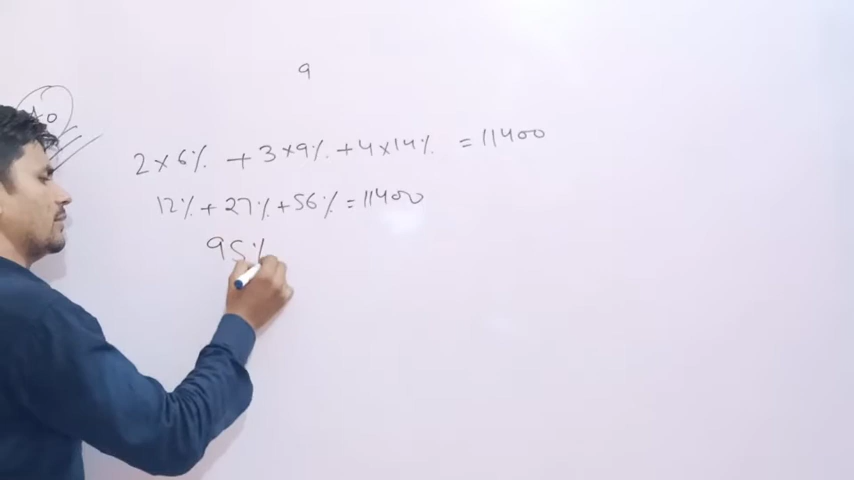 9
2×6% + 3×9% + 4×14% = 11400
12% + 27% + 56% = 11400
95%